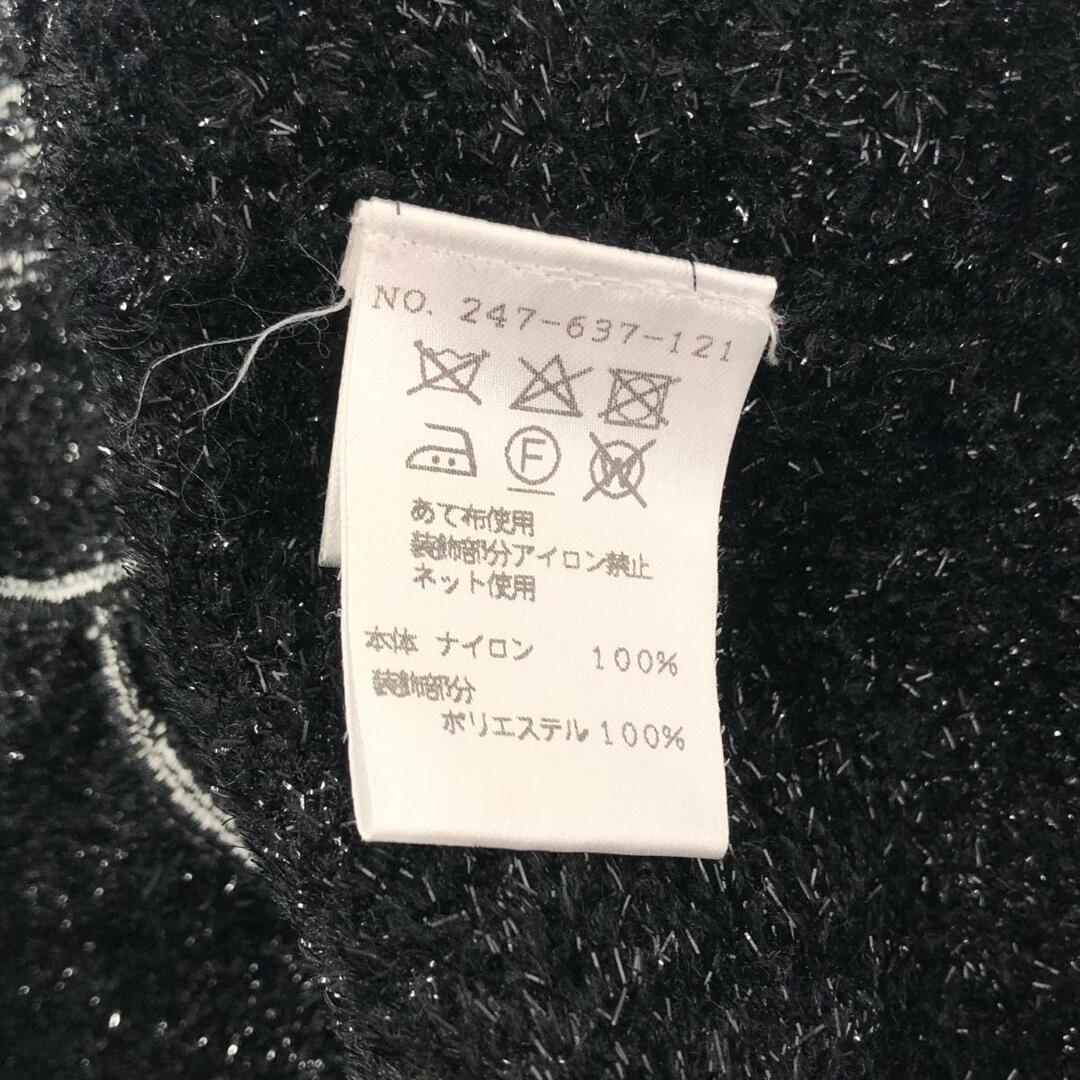 NO. 247-637-121
F W
あて布使用
装飾部分アイロン禁止
ネット使用
本体 ナイロン 100%
装飾部分
ポリエステル 100%